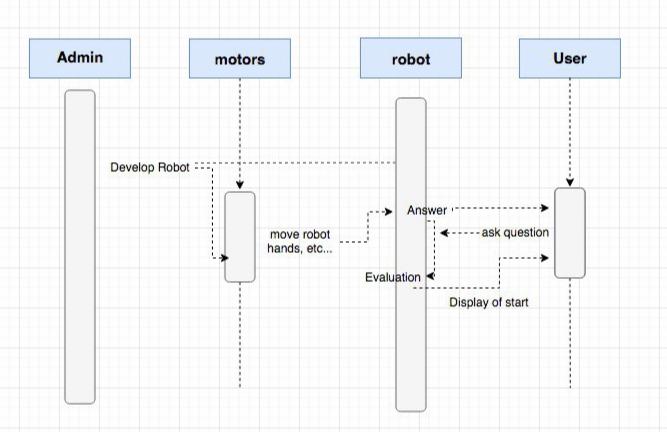 Admin
motors
robot
User
Develop Robot
Answer
ask question
move robot
hands, etc...
Evaluation
Display of start